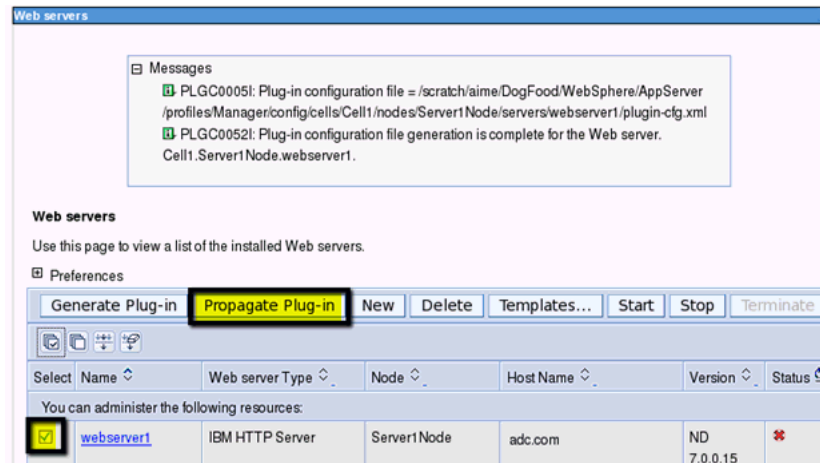 Web servers
Messages
PLGC0005I: Plug-in configuration file = /scratch/aime/DogFood/WebSphere/AppServer
/profiles/Manager/config/cells/Cell1/nodes/Server1Node/servers/webserver1/plugin-cfg.xml
PLGC0052I: Plug-in configuration file generation is complete for the Web server.
Cell1.Server1Node.webserver1.
Web servers
Use this page to view a list of the installed Web servers.
Preferences
Generate Plug-in Propagate Plug-in New Delete Templates... Start Stop Terminate
Select Name Web server Type Node Host Name Version Status
You can administer the following resources:
webserver1 IBM HTTP Server Server1Node adc.com ND
7.0.0.15